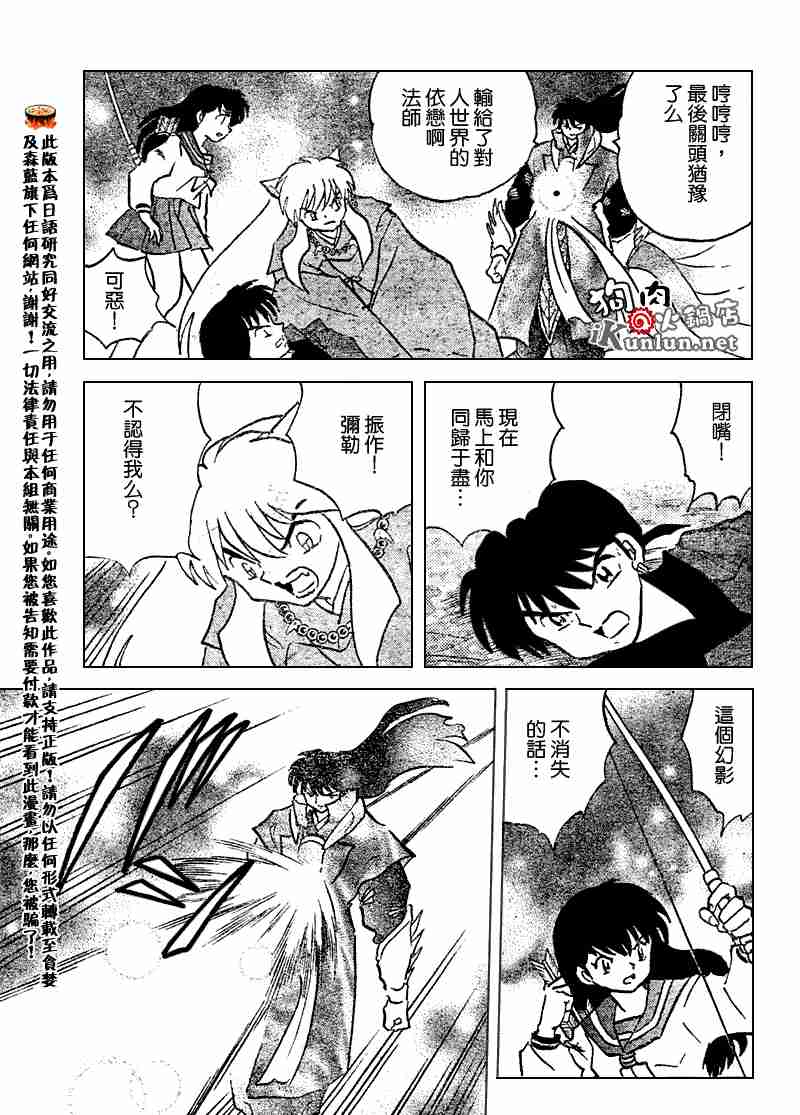 哼哼哼，
最後關頭猶豫
了么
輸給了對
人世界的
依戀啊
法師
可惡！
狗肉
火鍋店
iKunlun.net
閉嘴！
現在
馬上和你
同歸于盡…
振作！
彌勒
不認得我么？
這個幻影
不消失
的話…
此版本爲日語研究同好交流之用，請勿用于任何商業用途。如您喜歡此作品，請支持正版！請勿以任何形式轉載至貪婪
及森藍旗下任何網站，謝謝！一切法律責任與本組無關。如果您被告知需要付款才能看到此漫畫，那麽，您被騙了！